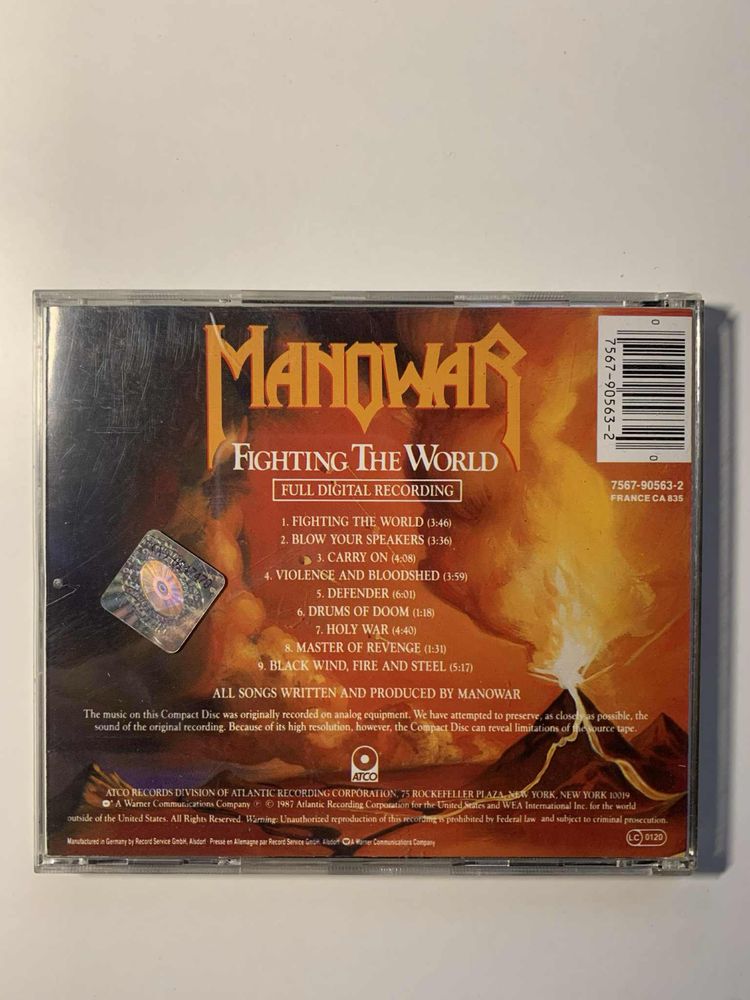 MANOWAR
FIGHTING THE WORLD
FULL DIGITAL RECORDING
0
7567-90563-2
0
7567-90563-2
FRANCE CA 835
1. FIGHTING THE WORLD (3:46)
2. BLOW YOUR SPEAKERS (3:36)
3. CARRY ON (4:08)
4. VIOLENCE AND BLOODSHED (3:59)
5. DEFENDER (6:01)
6. DRUMS OF DOOM (1:18)
7. HOLY WAR (4:40)
8. MASTER OF REVENGE (1:31)
9. BLACK WIND, FIRE AND STEEL (5:17)
ALL SONGS WRITTEN AND PRODUCED BY MANOWAR
The music on this Compact Disc was originally recorded on analog equipment. We have attempted to preserve, as closely as possible, the
sound of the original recording. Because of its high resolution, however, the Compact Disc can reveal limitations of the source tape.
ATCO
ATCO RECORDS DIVISION OF ATLANTIC RECORDING CORPORATION, 75 ROCKEFELLER PLAZA, NEW YORK, NEW YORK 10019
A Warner Communications Company ℗ © 1987 Atlantic Recording Corporation for the United States and WEA International Inc. for the world
outside of the United States. All Rights Reserved. Warning: Unauthorized reproduction of this recording is prohibited by Federal law and subject to criminal prosecution.
LC 0120
Manufactured in Germany by Record Service GmbH, Alsdorf · Presse en Allemagne par Record Service GmbH, Alsdorf. A Warner Communications Company